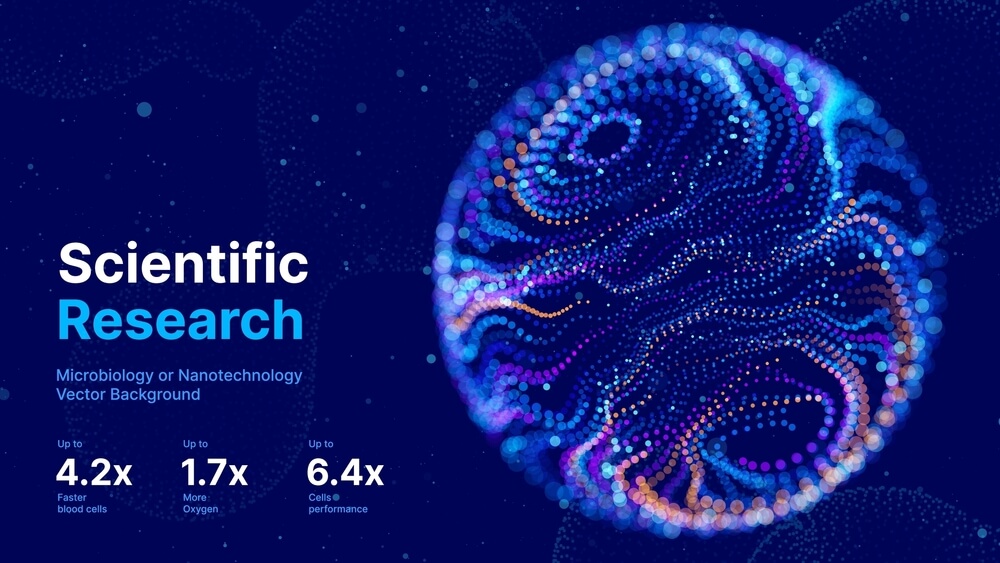 Scientific
Research
Microbiology or Nanotechnology
Vector Background
Up to
4.2x
Faster
blood cells
Up to
1.7x
More
Oxygen
Up to
6.4x
Cells
performance